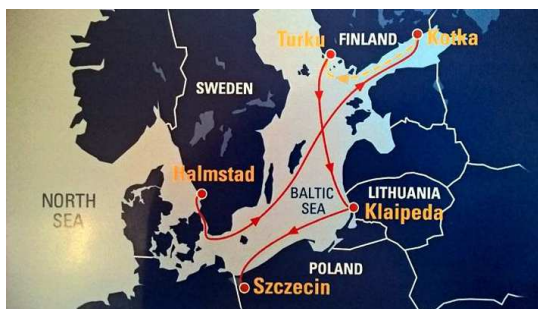 Turku
FINLAND
Kotka
SWEDEN
Halmstad
NORTH
SEA
BALTIC
SEA
LITHUANIA
Klaipeda
POLAND
Szczecin